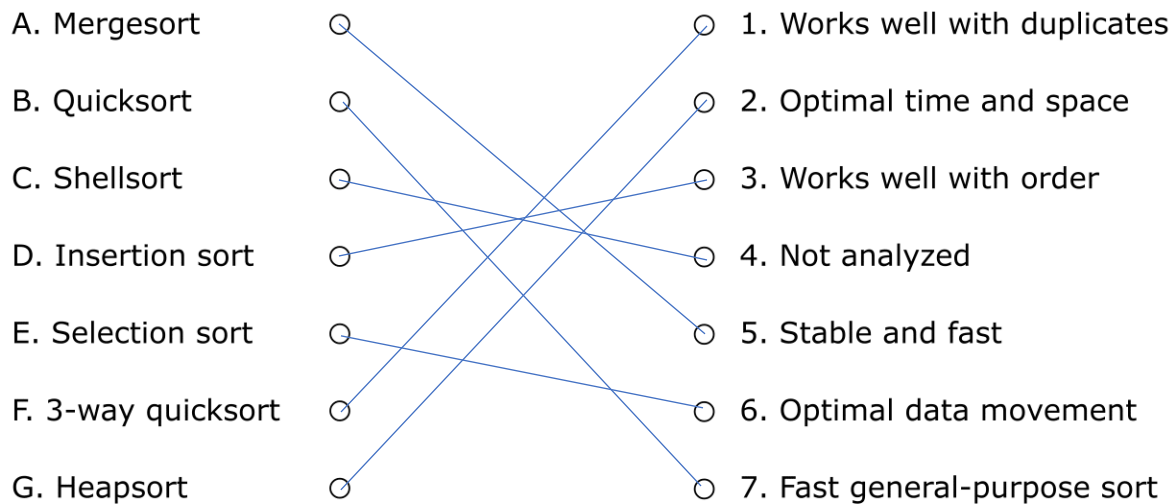 A. Mergesort
1. Works well with duplicates
B. Quicksort
2. Optimal time and space
C. Shellsort
3. Works well with order
D. Insertion sort
4. Not analyzed
E. Selection sort
5. Stable and fast
F. 3-way quicksort
6. Optimal data movement
G. Heapsort
7. Fast general-purpose sort